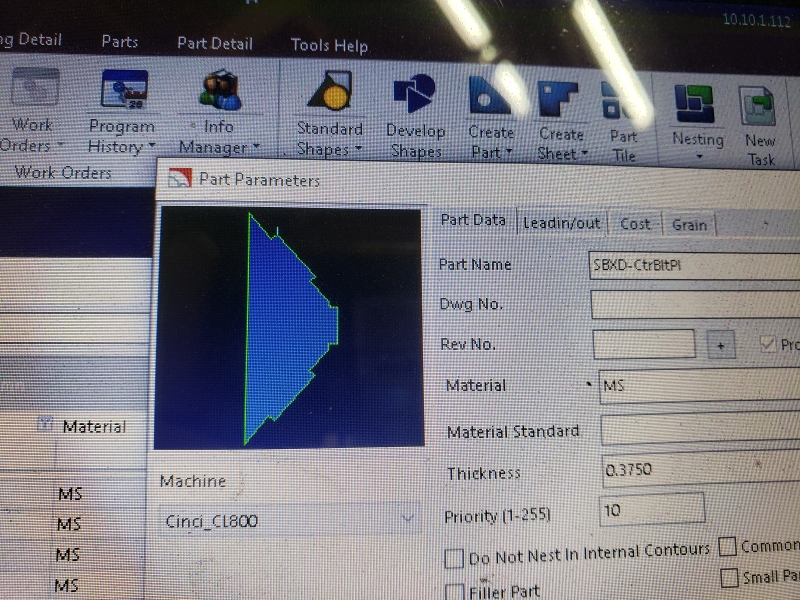 10.10.1.112
ng Detail Parts Part Detail Tools Help
Work Orders
Program History
Info Manager
Standard Shapes
Develop Shapes
Create Part
Create Sheet
Part Tile
Nesting
New Task
Work Orders
Part Parameters
Part Data Leadin/out Cost Grain
Part Name SBXD-CtrBltPl
Dwg No.
Rev No. + Pro
Material MS
Material Standard
Thickness 0.3750
Priority (1-255) 10
Do Not Nest In Internal Contours Common
Filler Part Small Pa
Machine
Cinci_CL800
Material
MS
MS
MS
MS